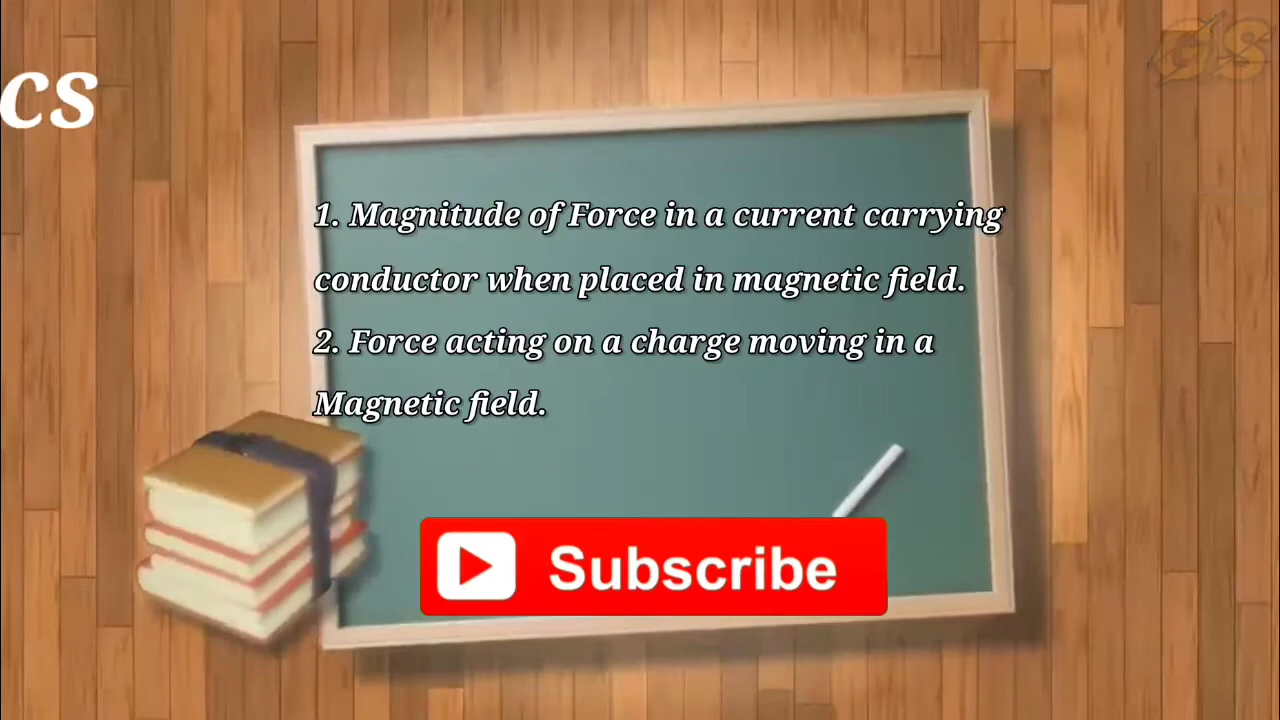 GS
CS
1. Magnitude of Force in a current carrying
conductor when placed in magnetic field.
2. Force acting on a charge moving in a
Magnetic field.
Subscribe